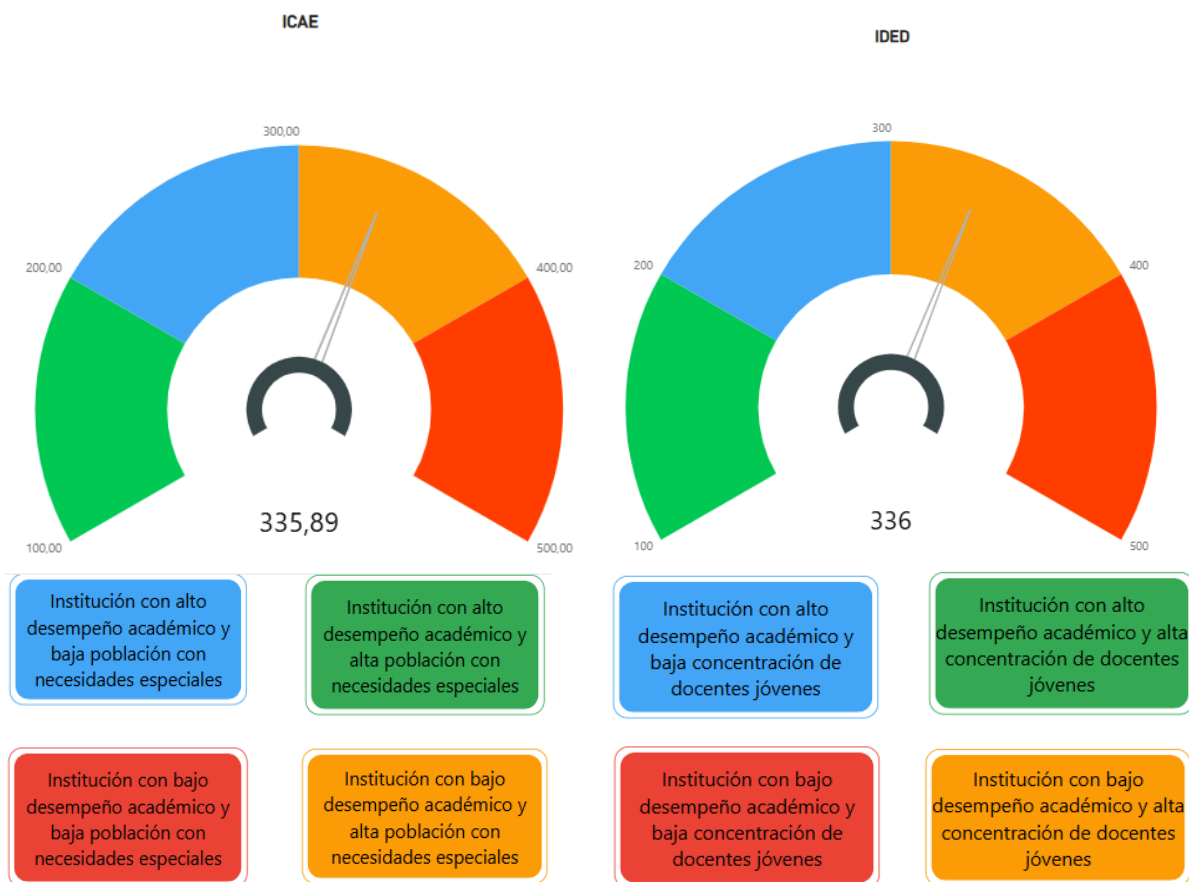 ICAE
300,00
200,00
400,00
335,89
100,00
500,00
Institución con alto
desempeño académico y
baja población con
necesidades especiales
Institución con alto
desempeño académico y
alta población con
necesidades especiales
Institución con bajo
desempeño académico y
baja población con
necesidades especiales
Institución con bajo
desempeño académico y
alta población con
necesidades especiales
IDED
300
200
400
336
100
500
Institución con alto
desempeño académico y
baja concentración de
docentes jóvenes
Institución con alto
desempeño académico y alta
concentración de docentes
jóvenes
Institución con bajo
desempeño académico y
baja concentración de
docentes jóvenes
Institución con bajo
desempeño académico y alta
concentración de docentes
jóvenes